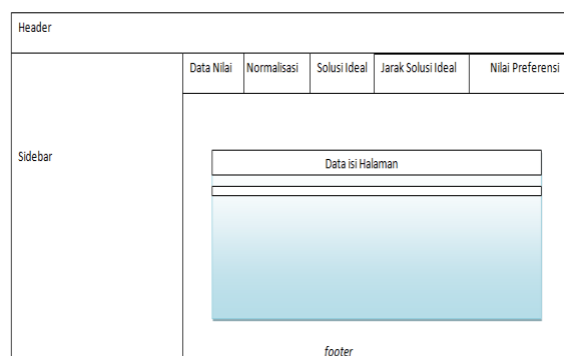 Header
Data Nilai Normalisasi Solusi Ideal Jarak Solusi Ideal Nilai Preferensi
Sidebar
Data isi Halaman
footer